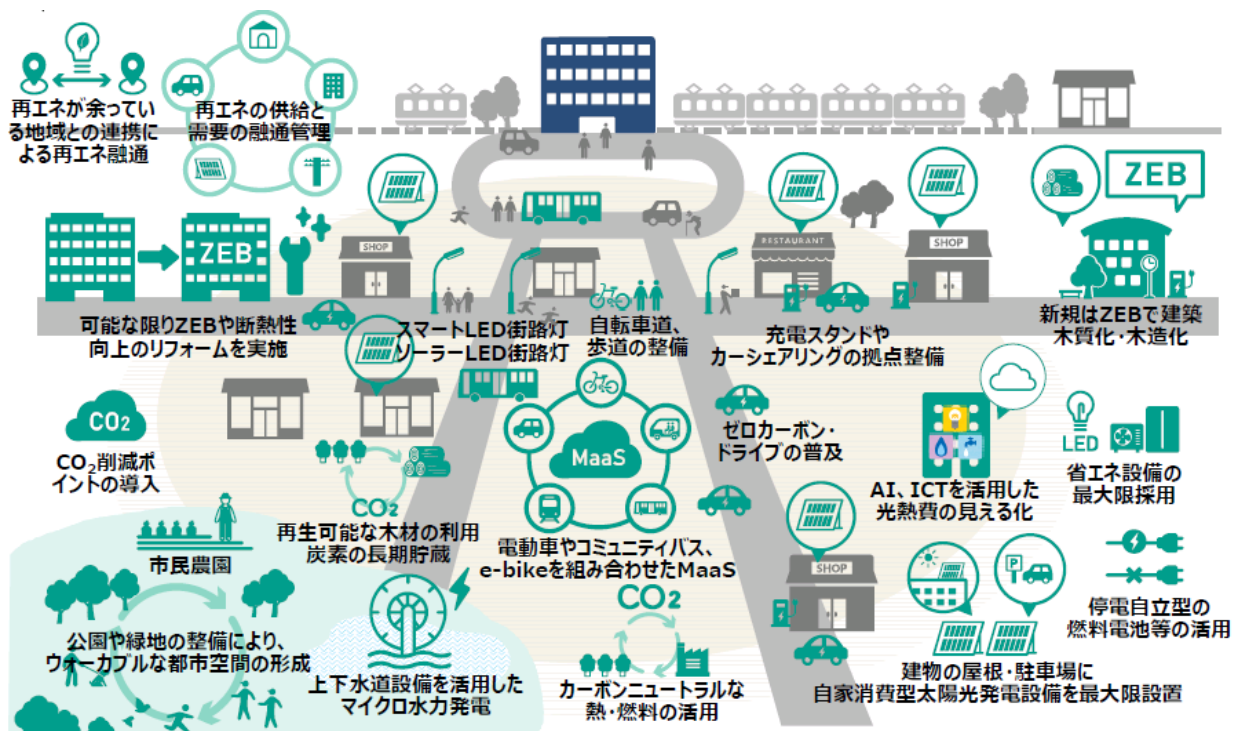 再エネが余ってい
る地域との連携に
よる再エネ融通
再エネの供給と
需要の融通管理
ZEB
ZEB
SHOP
RESTAURANT
SHOP
可能な限りZEBや断熱性
向上のリフォームを実施
スマートLED街路灯
ソーラーLED街路灯
自転車道、
歩道の整備
充電スタンドや
カーシェアリングの拠点整備
新規はZEBで建築
木質化・木造化
CO2
CO2削減ポ
イントの導入
CO2
再生可能な木材の利用
炭素の長期貯蔵
MaaS
電動車やコミュニティバス、
e-bikeを組み合わせたMaaS
ゼロカーボン・
ドライブの普及
AI、ICTを活用した
光熱費の見える化
LED
省エネ設備の
最大限採用
市民農園
公園や緑地の整備により、
ウォーカブルな都市空間の形成
上下水道設備を活用した
マイクロ水力発電
CO2
カーボンニュートラルな
熱・燃料の活用
SHOP
P
建物の屋根・駐車場に
自家消費型太陽光発電設備を最大限設置
停電自立型の
燃料電池等の活用